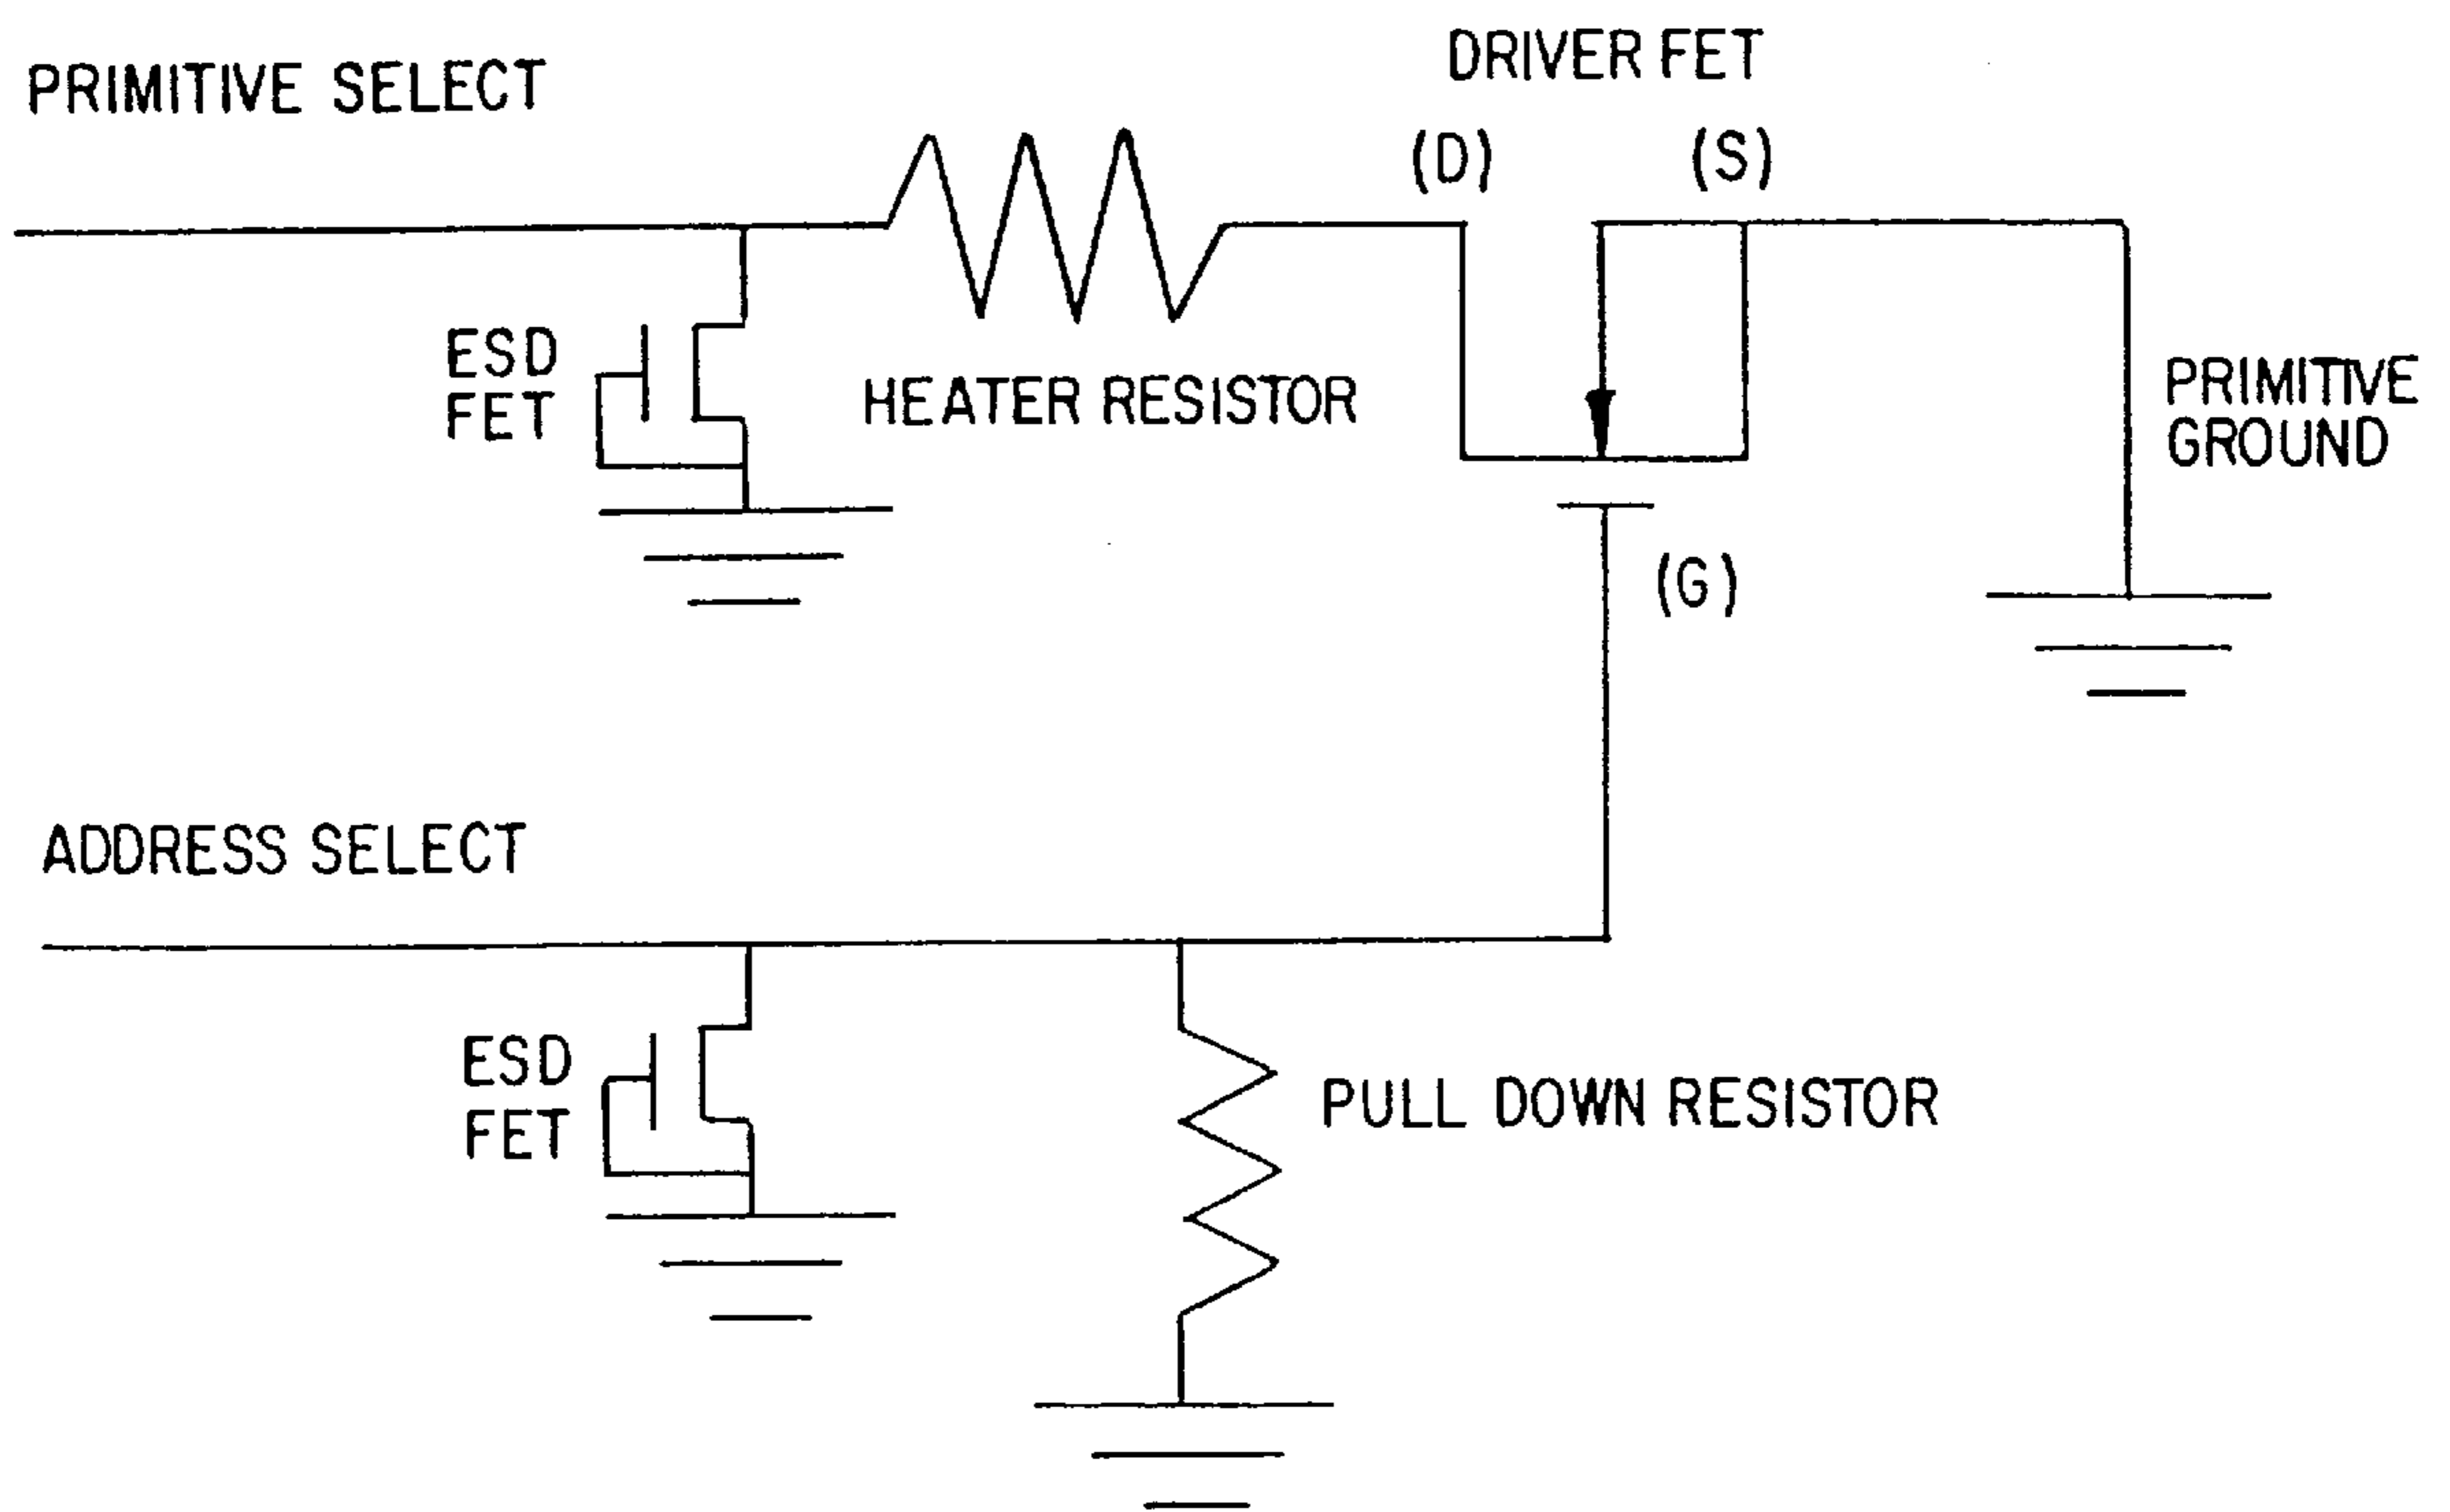 DRIVER FET
PRIMITIVE SELECT
(D)
(S)
ESD
FET
HEATER RESISTOR
PRIMITIVE
GROUND
(G)
ADDRESS SELECT
ESD
FET
PULL DOWN RESISTOR